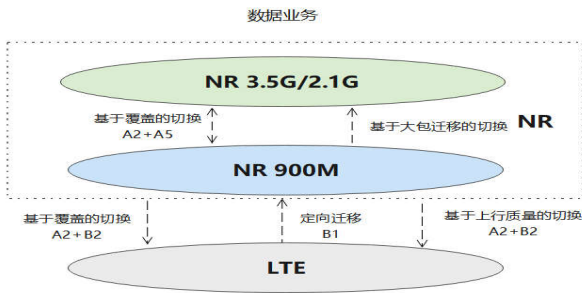 数据业务
NR 3.5G/2.1G
基于覆盖的切换
A2+A5
基于大包迁移的切换
NR
NR 900M
基于覆盖的切换
A2+B2
定向迁移
B1
基于上行质量的切换
A2+B2
LTE